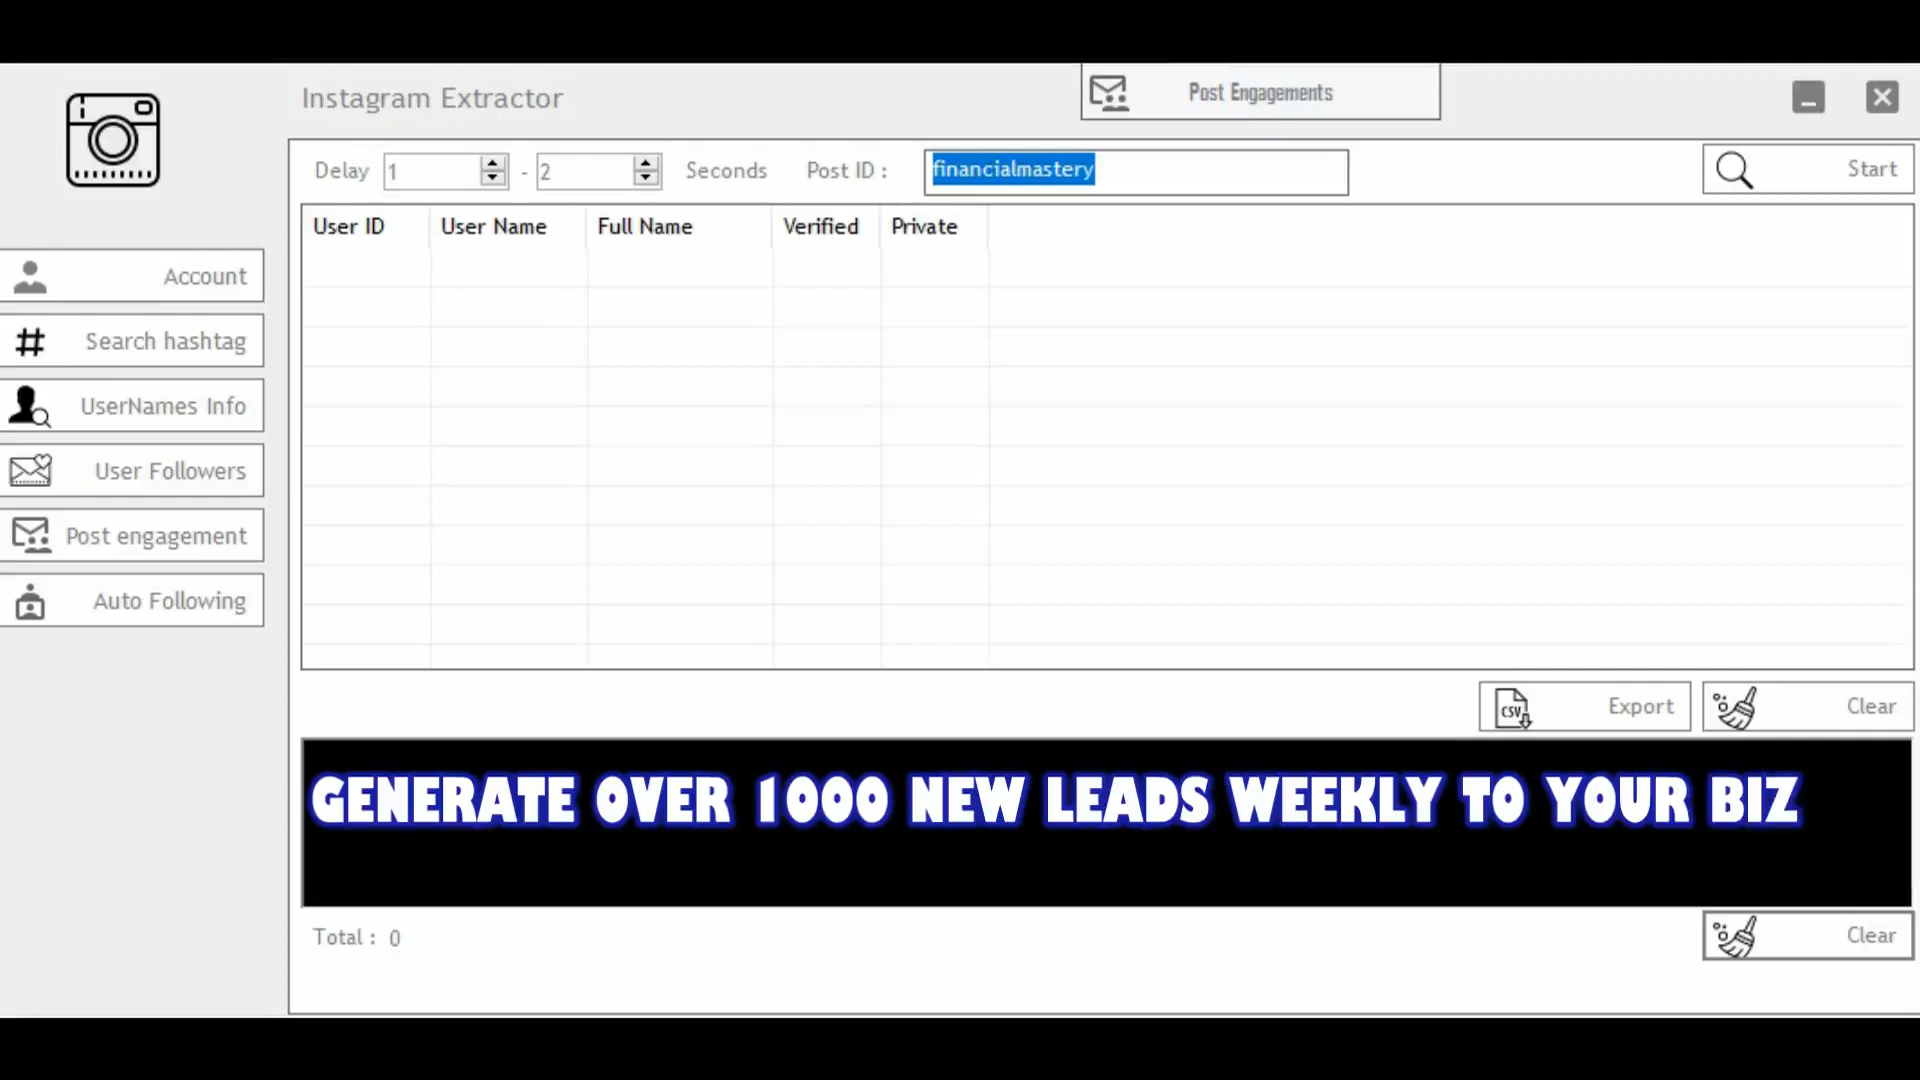 Instagram Extractor
Post Engagements
Delay 1 - 2 Seconds Post ID : financialmastery Start
User ID User Name Full Name Verified Private
Account
Search hashtag
UserNames Info
User Followers
Post engagement
Auto Following
CSV Export Clear
GENERATE OVER 1000 NEW LEADS WEEKLY TO YOUR BIZ
Total : 0 Clear